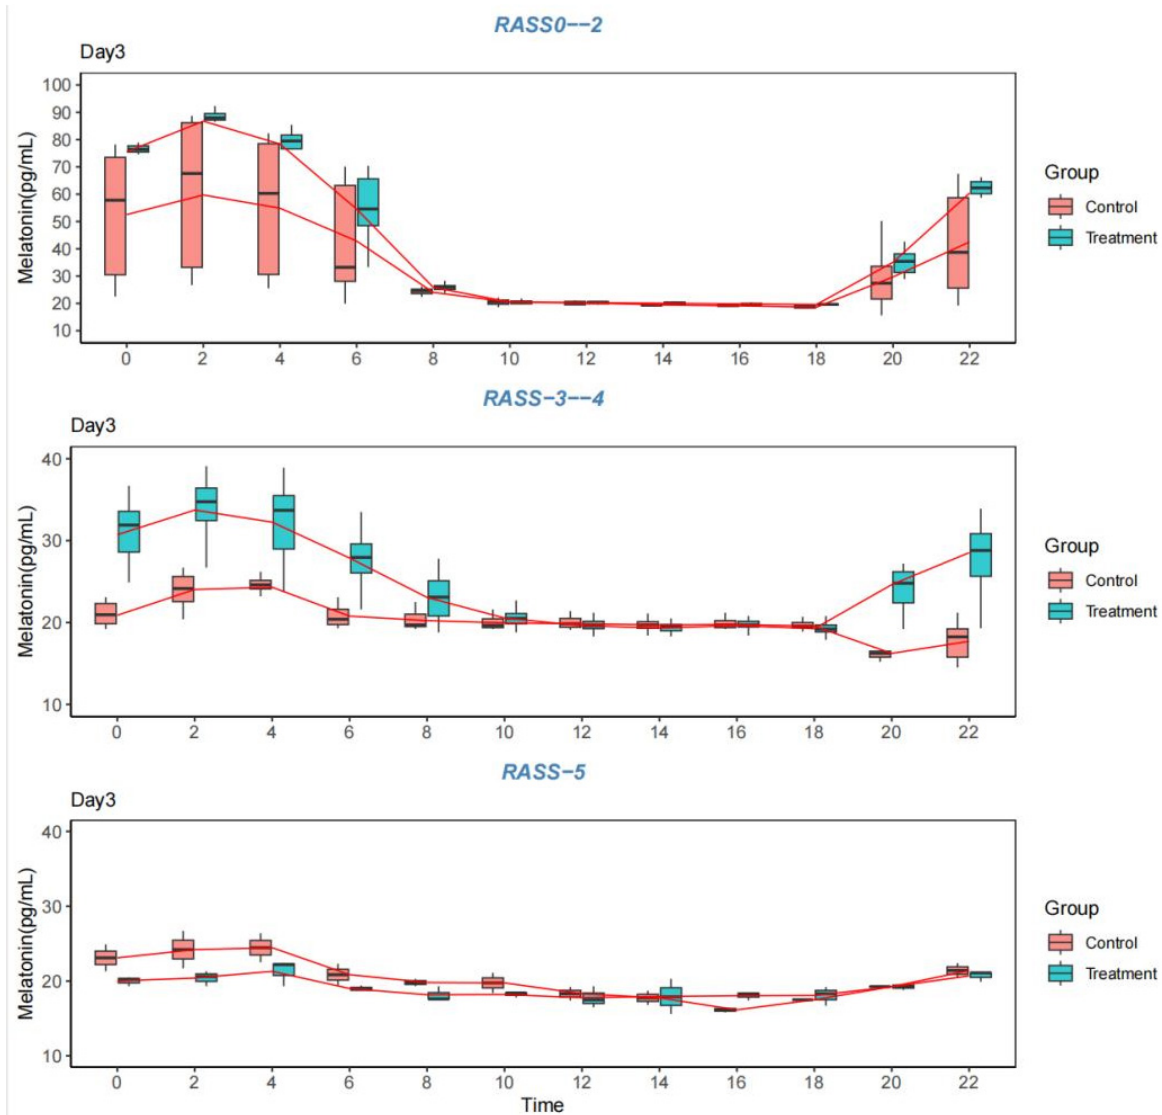 RASS0--2
Day3
Melatonin(pg/mL)
100
90
80
70
60
50
40
30
20
10
0 2 4 6 8 10 12 14 16 18 20 22
Group
Control
Treatment
RASS-3--4
Day3
Melatonin(pg/mL)
40
30
20
10
0 2 4 6 8 10 12 14 16 18 20 22
Group
Control
Treatment
RASS-5
Day3
Melatonin(pg/mL)
40
30
20
10
0 2 4 6 8 10 12 14 16 18 20 22
Time
Group
Control
Treatment